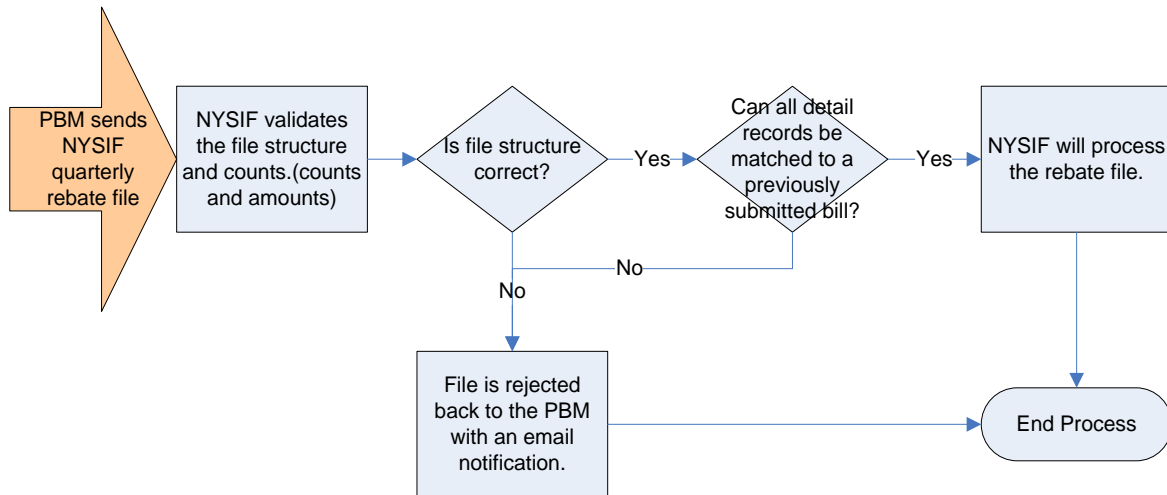 PBM sends
NYSIF
quarterly
rebate file
NYSIF validates
the file structure
and counts.(counts
and amounts)
Is file structure
correct?
Yes
Can all detail
records be
matched to a
previously
submitted bill?
Yes
NYSIF will process
the rebate file.
No
No
File is rejected
back to the PBM
with an email
notification.
End Process